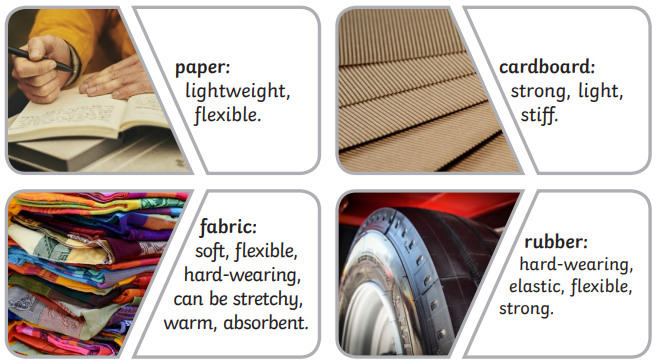 paper:
lightweight,
flexible.
cardboard:
strong, light,
stiff.
fabric:
soft, flexible,
hard-wearing,
can be stretchy,
warm, absorbent.
rubber:
hard-wearing,
elastic, flexible,
strong.